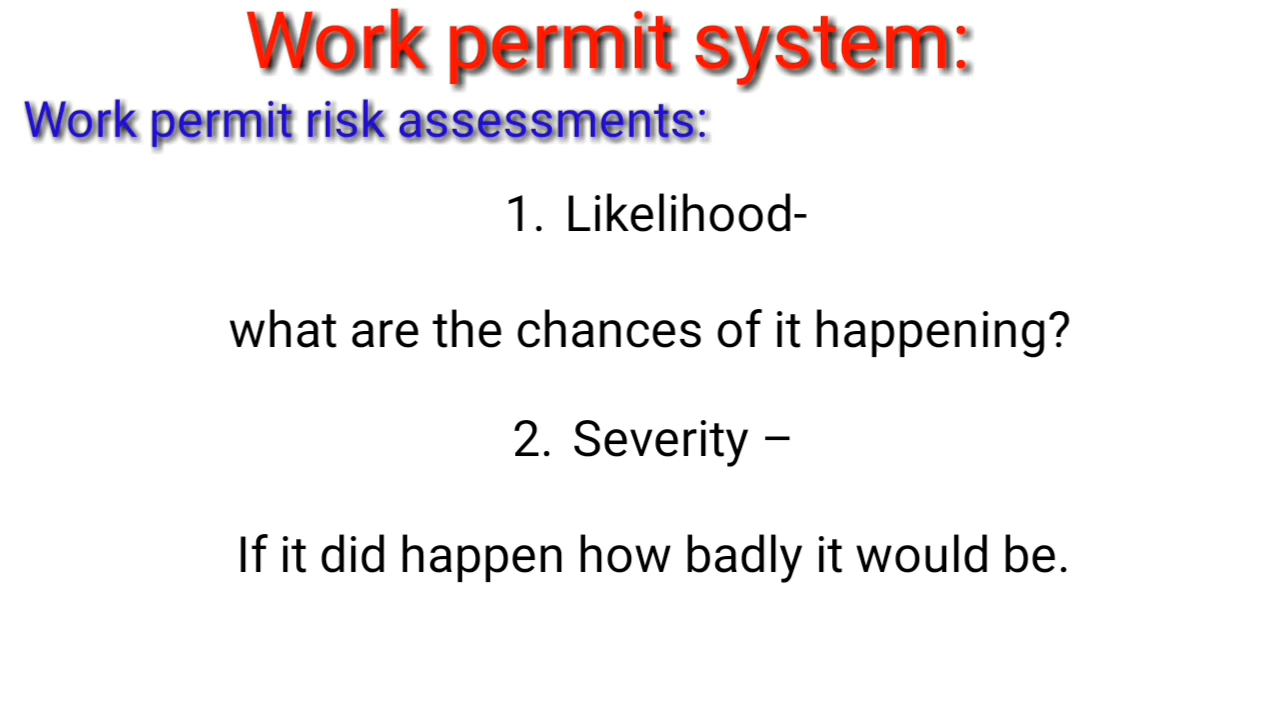 Work permit system:
Work permit risk assessments:
1. Likelihood-
what are the chances of it happening?
2. Severity –
If it did happen how badly it would be.